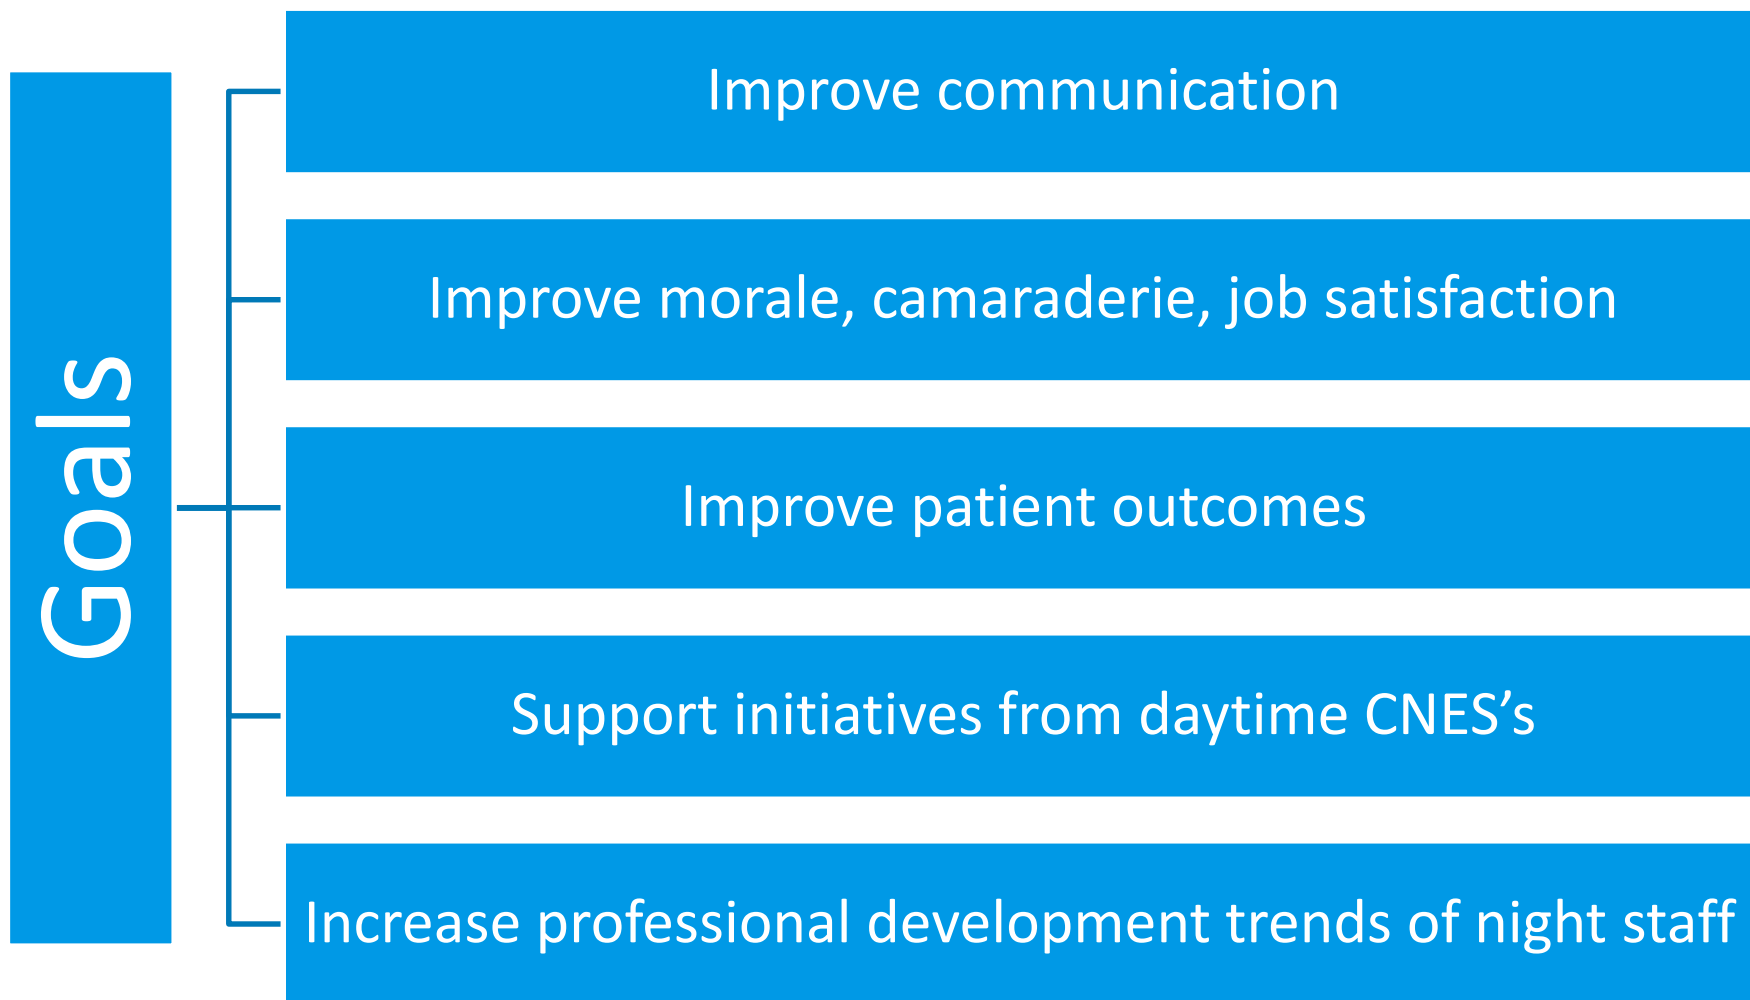 Goals
Improve communication
Improve morale, camaraderie, job satisfaction
Improve patient outcomes
Support initiatives from daytime CNES’s
Increase professional development trends of night staff